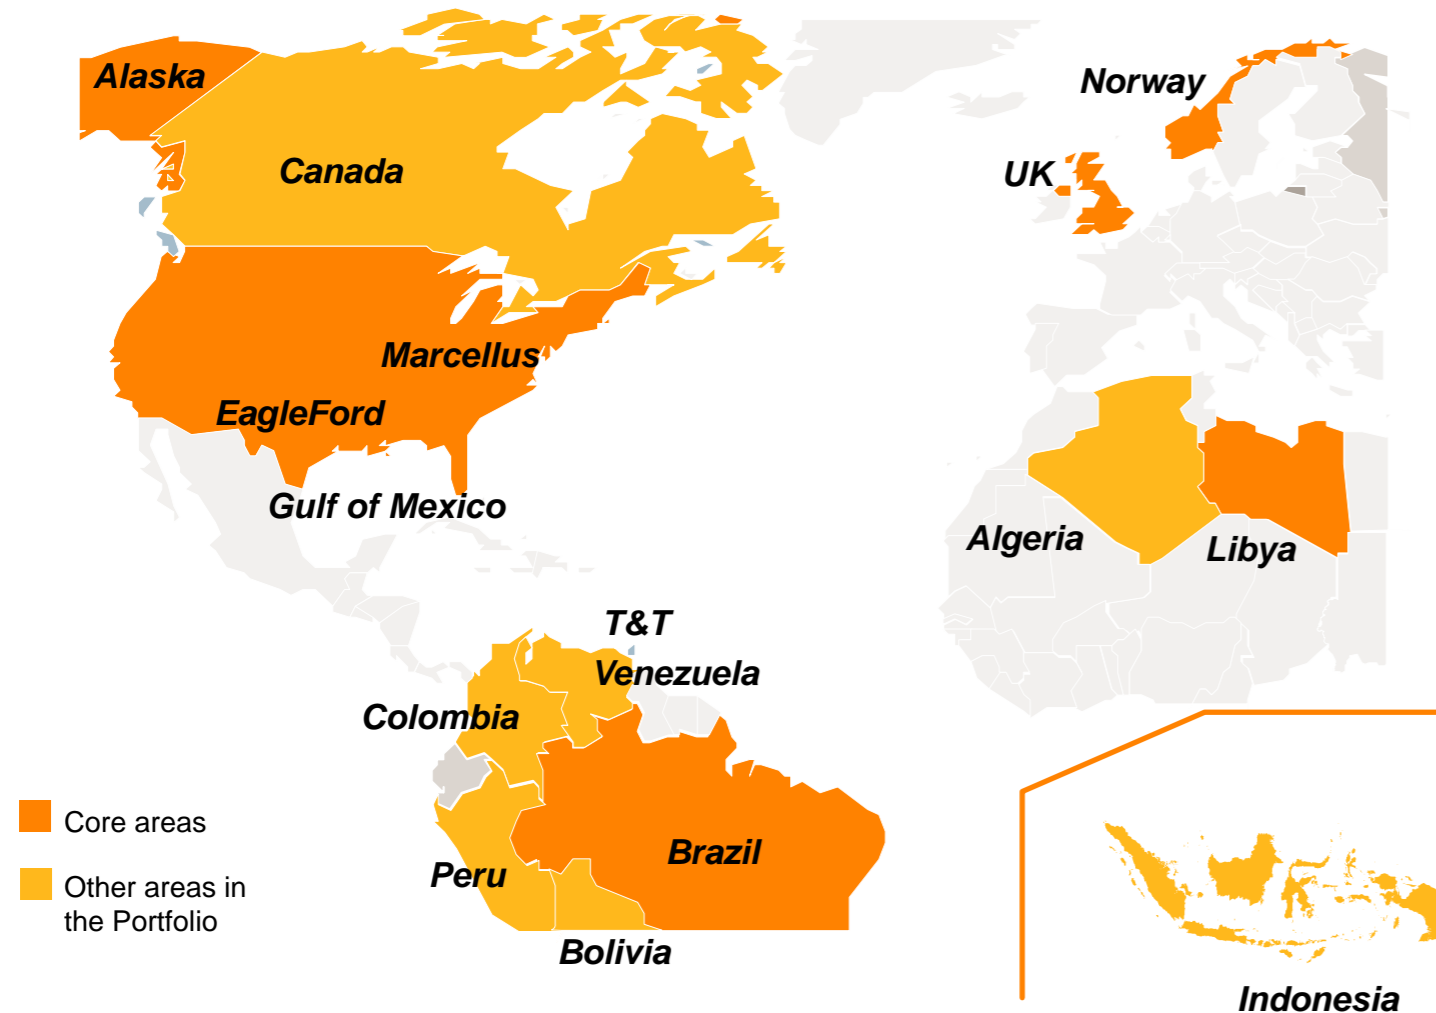 Alaska
Norway
Canada
UK
Marcellus
EagleFord
Gulf of Mexico
Algeria
Libya
T&T
Venezuela
Colombia
Core areas
Brazil
Peru
Other areas in
the Portfolio
Bolivia
Indonesia